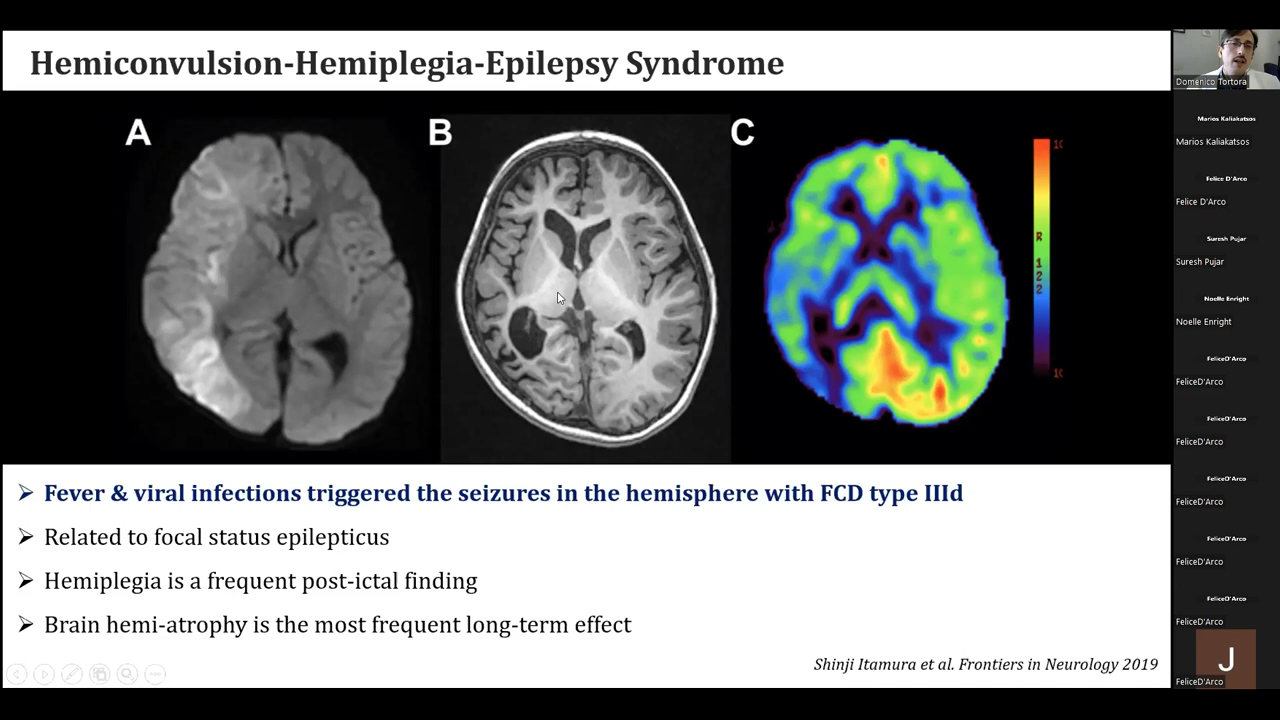 Hemiconvulsion-Hemiplegia-Epilepsy Syndrome
A
B
C
10
R
1
2
2
10
Fever & viral infections triggered the seizures in the hemisphere with FCD type IIId
Related to focal status epilepticus
Hemiplegia is a frequent post-ictal finding
Brain hemi-atrophy is the most frequent long-term effect
Shinji Itamura et al. Frontiers in Neurology 2019
Domenico Tortora
Marios Kaliakatsos
Marios Kaliakatsos
Felice D'Arco
Felice D'Arco
Suresh Pujar
Suresh Pujar
Noelle Enright
Noelle Enright
FeliceD'Arco
FeliceD'Arco
FeliceD'Arco
FeliceD'Arco
FeliceD'Arco
FeliceD'Arco
FeliceD'Arco
FeliceD'Arco
FeliceD'Arco
FeliceD'Arco
J
FeliceD'Arco